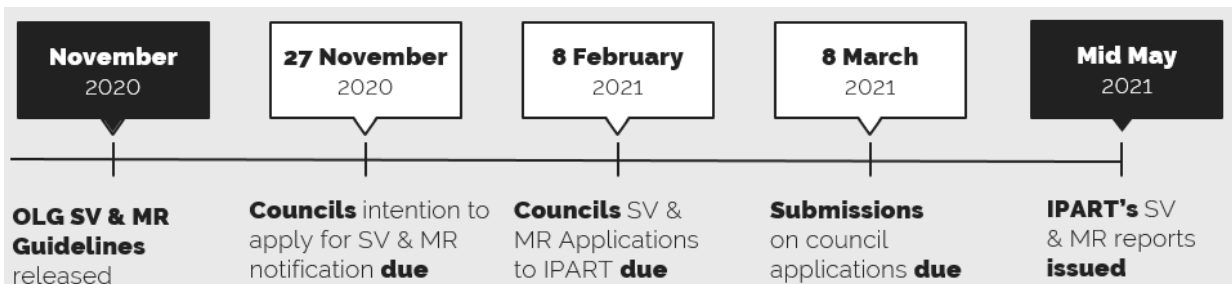 November
2020
27 November
2020
8 February
2021
8 March
2021
Mid May
2021
OLG SV & MR
Guidelines
released
Councils intention to
apply for SV & MR
notification due
Councils SV &
MR Applications
to IPART due
Submissions
on council
applications due
IPART's SV
& MR reports
issued